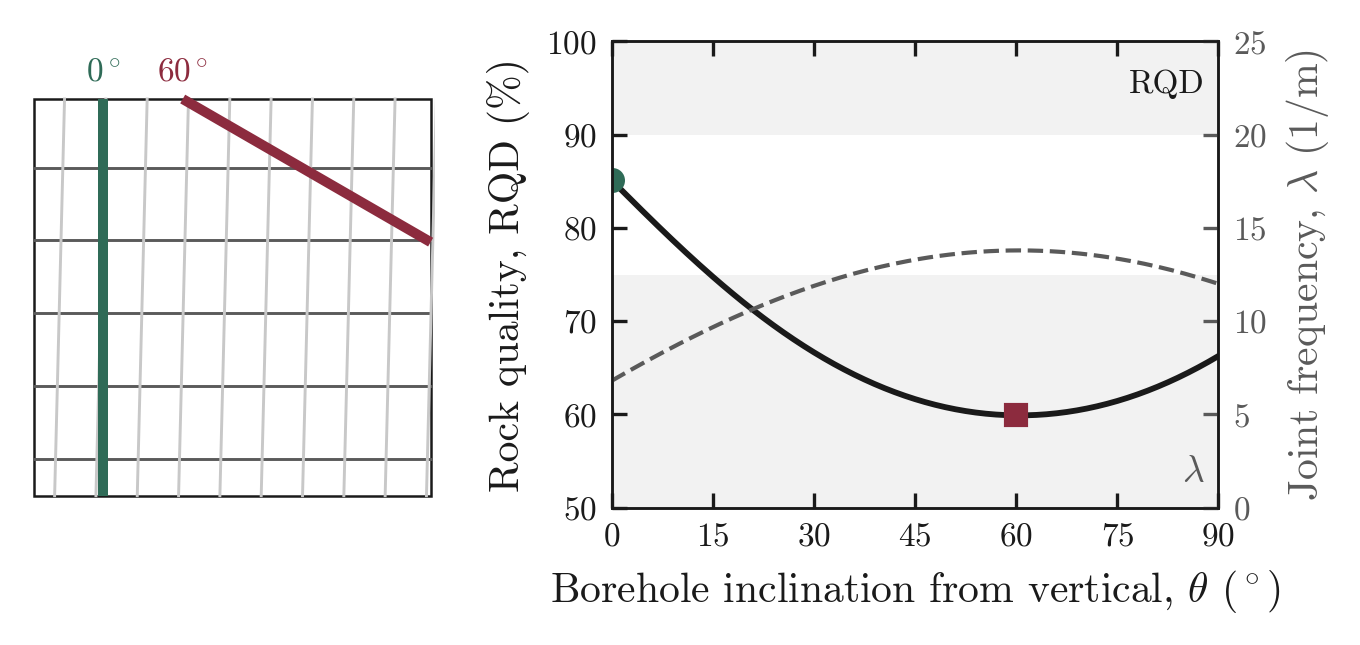 0° 60°
Rock quality, RQD (%)
100
90
80
70
60
50
RQD
λ
0 15 30 45 60 75 90
Borehole inclination from vertical, θ (°)
25
20
15
10
5
0
Joint frequency, λ (1/m)